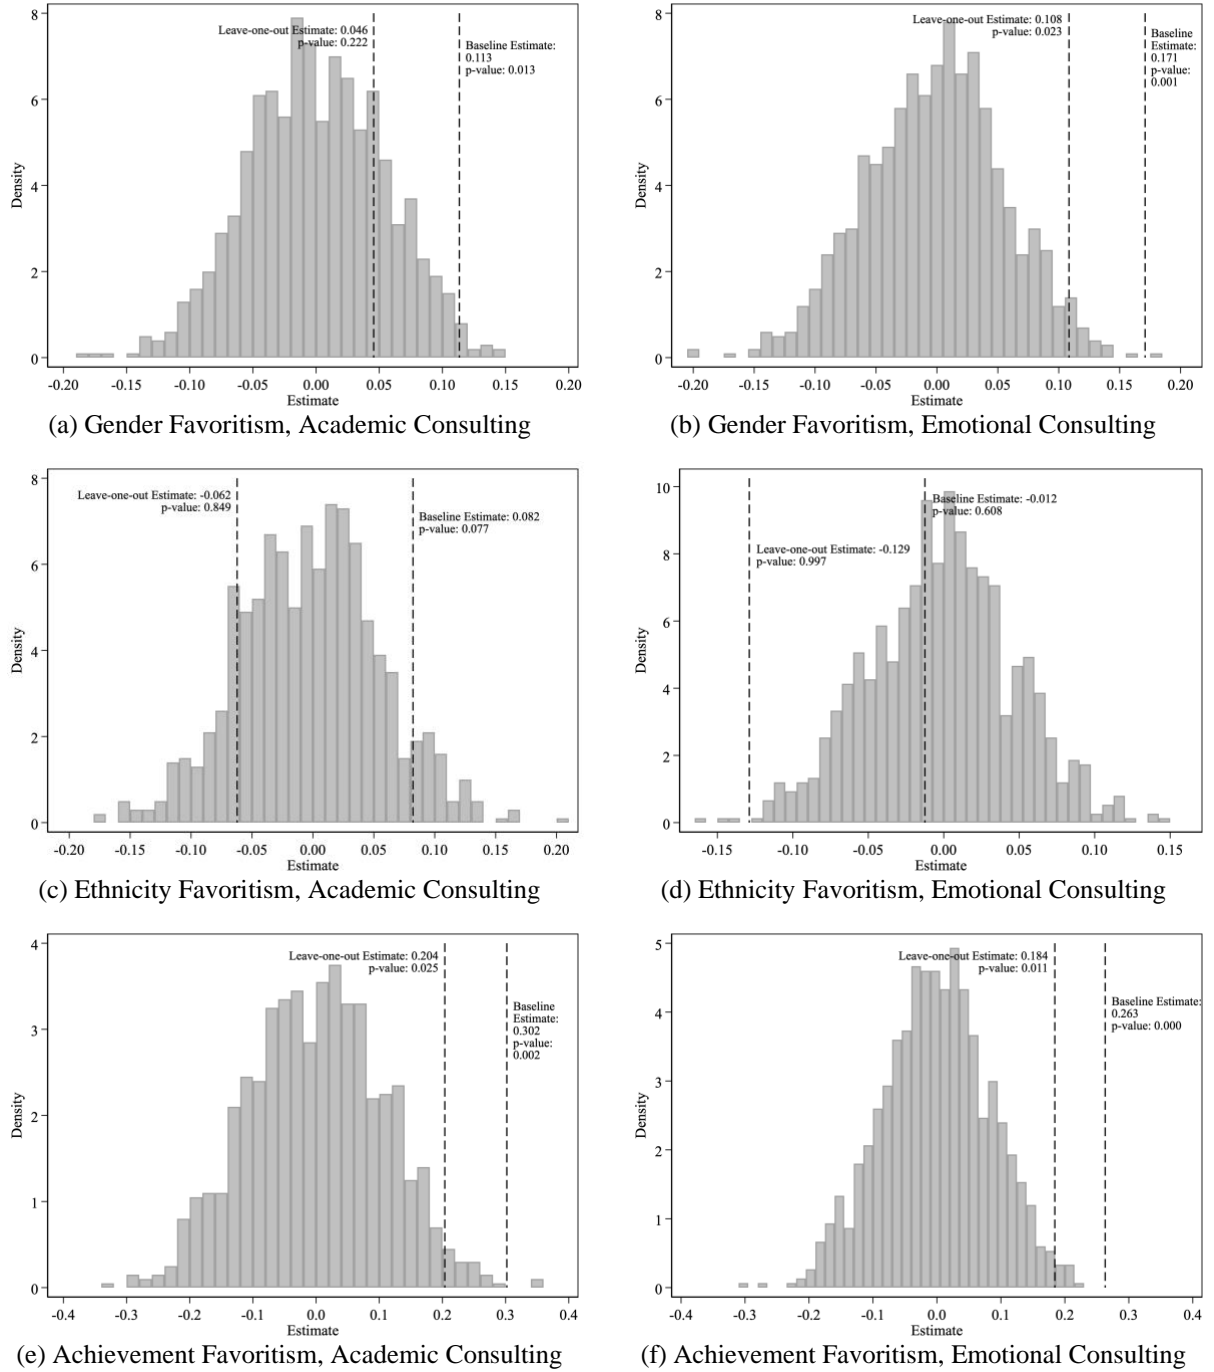 8
6
4
2
0
Density
Leave-one-out Estimate: 0.046
p-value: 0.222
Baseline Estimate:
0.113
p-value: 0.013
-0.20 -0.15 -0.10 -0.05 0.00 0.05 0.10 0.15 0.20
Estimate
(a) Gender Favoritism, Academic Consulting
8
6
4
2
0
Density
Leave-one-out Estimate: 0.108
p-value: 0.023
Baseline
Estimate:
0.171
p-value:
0.001
-0.20 -0.15 -0.10 -0.05 0.00 0.05 0.10 0.15 0.20
Estimate
(b) Gender Favoritism, Emotional Consulting
8
6
4
2
0
Density
Leave-one-out Estimate: -0.062
p-value: 0.849
Baseline Estimate: 0.082
p-value: 0.077
-0.20 -0.15 -0.10 -0.05 0.00 0.05 0.10 0.15 0.20
Estimate
(c) Ethnicity Favoritism, Academic Consulting
10
8
6
4
2
0
Density
Baseline Estimate: -0.012
p-value: 0.608
Leave-one-out Estimate: -0.129
p-value: 0.997
-0.15 -0.10 -0.05 0.00 0.05 0.10 0.15
Estimate
(d) Ethnicity Favoritism, Emotional Consulting
4
3
2
1
0
Density
Leave-one-out Estimate: 0.204
p-value: 0.025
Baseline
Estimate:
0.302
p-value:
0.002
-0.4 -0.3 -0.2 -0.1 0.0 0.1 0.2 0.3 0.4
Estimate
(e) Achievement Favoritism, Academic Consulting
5
4
3
2
1
0
Density
Leave-one-out Estimate: 0.184
p-value: 0.011
Baseline Estimate:
0.263
p-value: 0.000
-0.4 -0.3 -0.2 -0.1 0.0 0.1 0.2 0.3 0.4
Estimate
(f) Achievement Favoritism, Emotional Consulting